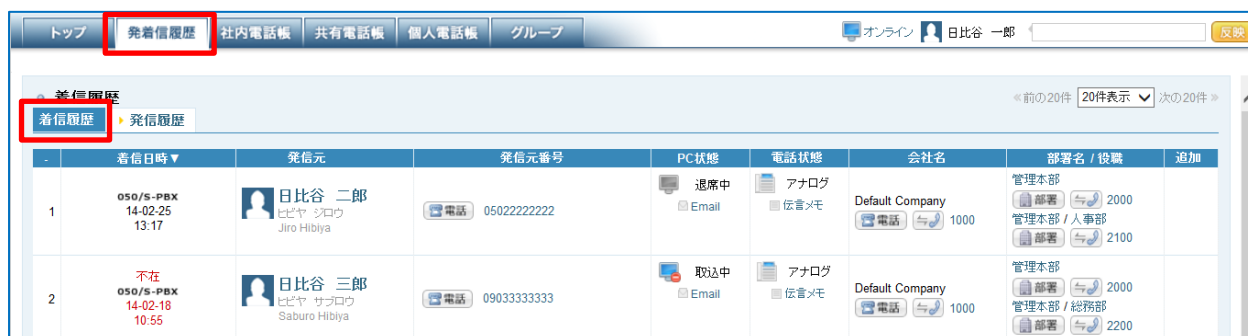 トップ 発着信履歴 社内電話帳 共有電話帳 個人電話帳 グループ オンライン 日比谷 一郎 反映
着信履歴 «前の20件 20件表示 次の20件»
着信履歴 発信履歴
- 着信日時▼ 発信元 発信元番号 PC状態 電話状態 会社名 部署名 / 役職 追加
1
050/S-PBX
14-02-25
13:17
日比谷 二郎
ヒビヤ ジロウ
Jiro Hibiya
電話 05022222222
退席中
Email
アナログ
伝言メモ
Default Company
電話 1000
管理本部
部署 2000
管理本部 / 人事部
部署 2100
2
不在
050/S-PBX
14-02-18
10:55
日比谷 三郎
ヒビヤ サブロウ
Saburo Hibiya
電話 09033333333
取込中
Email
アナログ
伝言メモ
Default Company
電話 1000
管理本部
部署 2000
管理本部 / 総務部
部署 2200